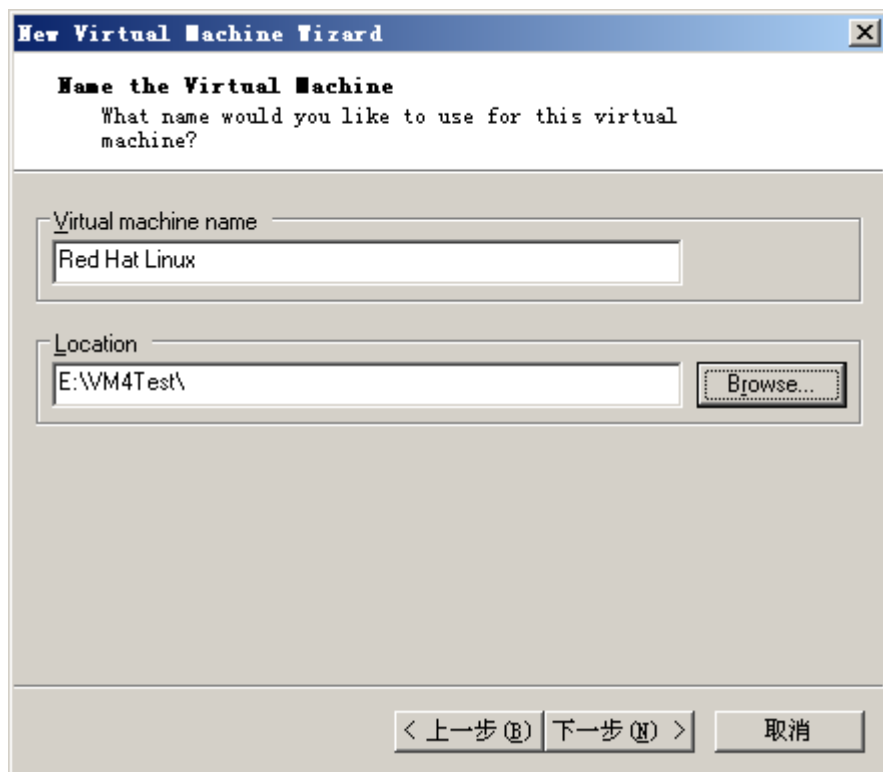 New Virtual Machine Wizard
Name the Virtual Machine
What name would you like to use for this virtual
machine?
Virtual machine name
Red Hat Linux
Location
E:\VM4Test\
Browse...
< 上一步(B)
下一步(N) >
取消